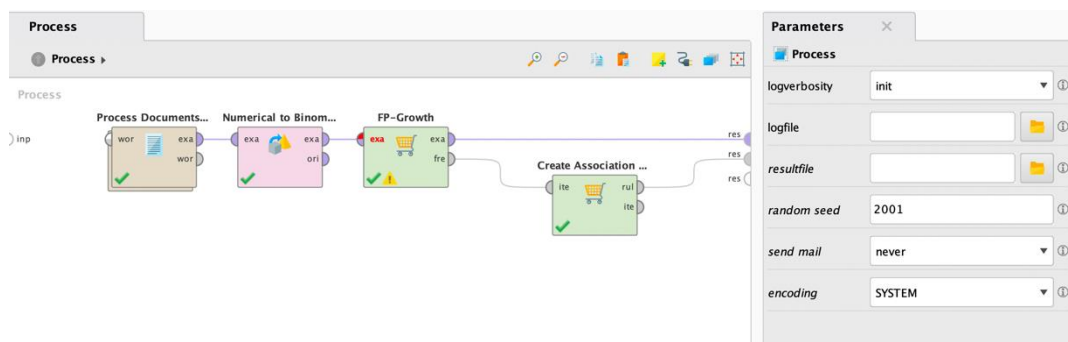 Process
Process
Process
inp
Process Documents...
wor
exa
wor
Numerical to Binom...
exa
exa
ori
FP-Growth
exa
exa
fre
Create Association ...
ite
rul
ite
res
res
res
Parameters
Process
logverbosity
init
logfile
resultfile
random seed
2001
send mail
never
encoding
SYSTEM